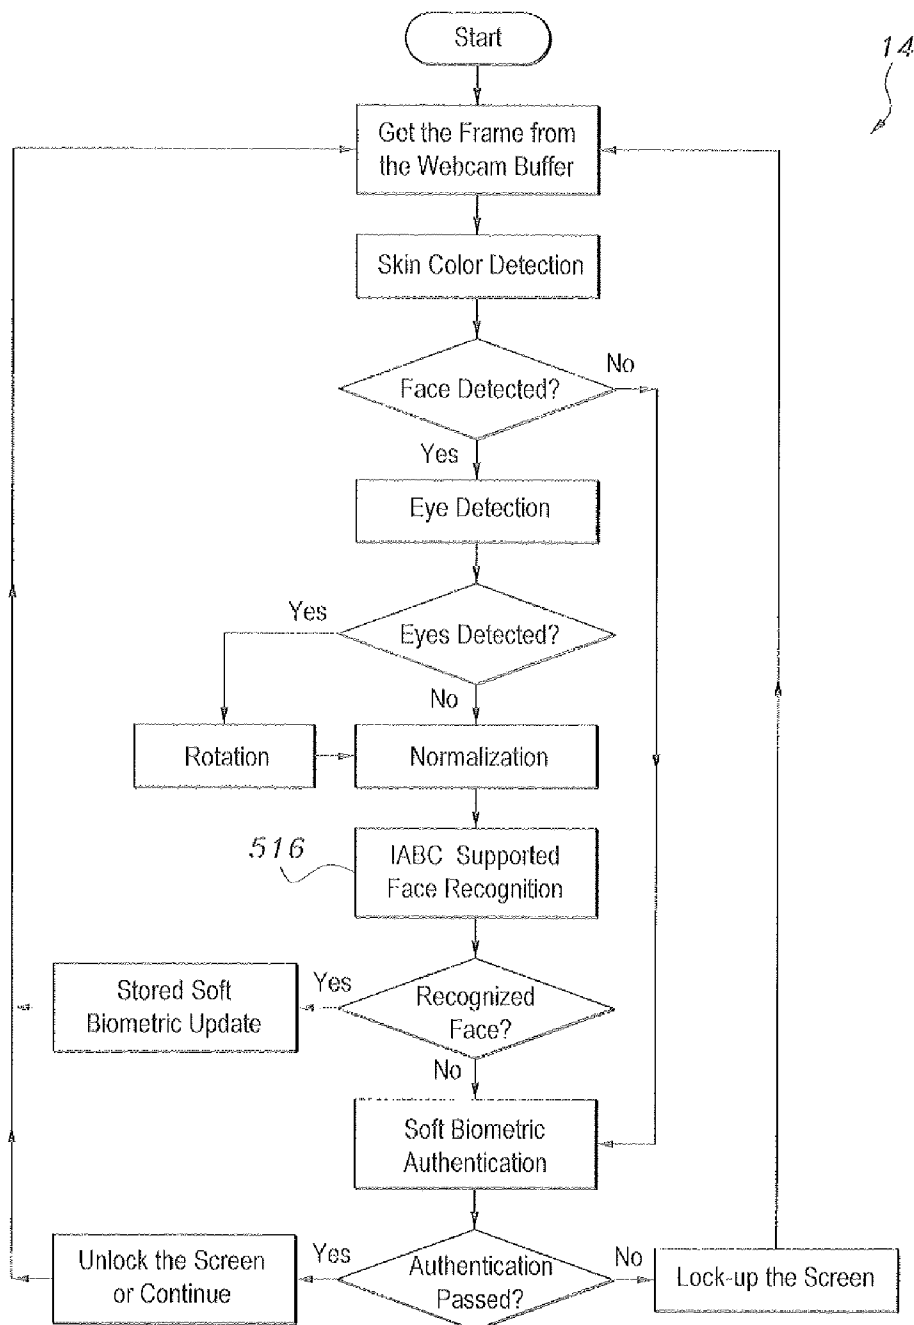 Start
14
Get the Frame from
the Webcam Buffer
Skin Color Detection
No
Face Detected?
Yes
Eye Detection
Yes
Eyes Detected?
No
Rotation
Normalization
516
IABC Supported
Face Recognition
Stored Soft
Biometric Update
Yes
Recognized
Face?
No
Soft Biometric
Authentication
Unlock the Screen
or Continue
Yes
Authentication
Passed?
No
Lock-up the Screen